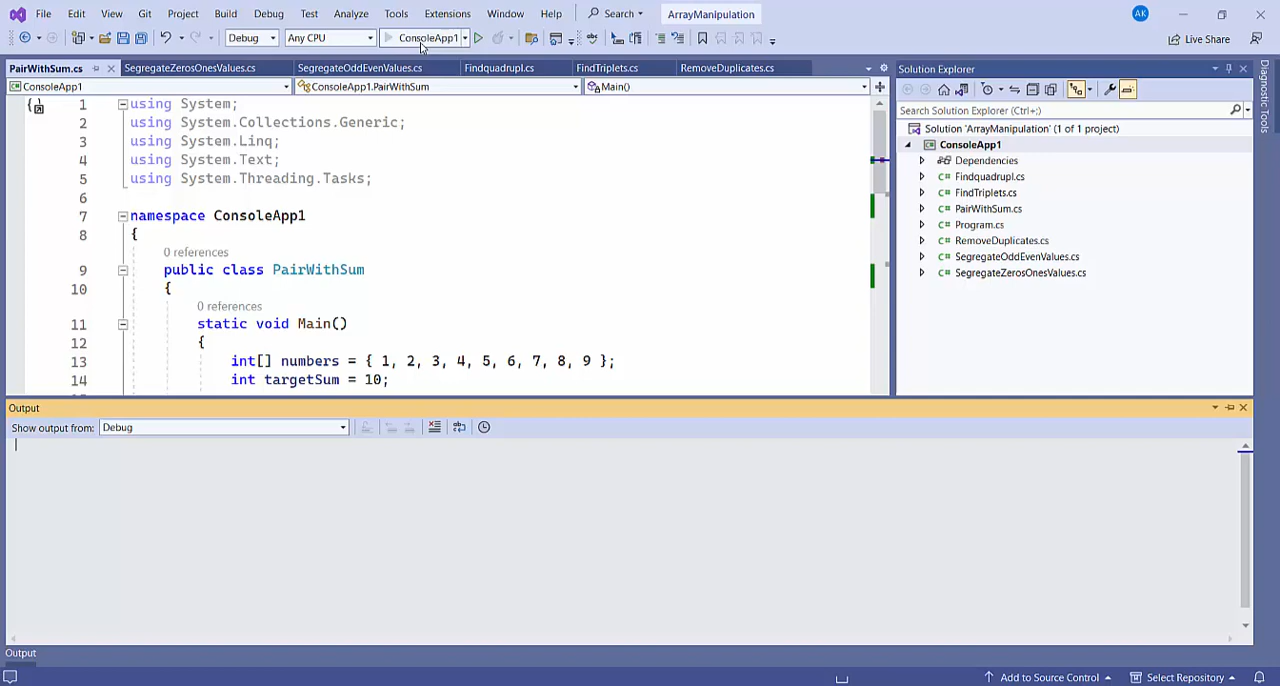 File Edit View Git Project Build Debug Test Analyze Tools Extensions Window Help Search ArrayManipulation AK
Debug Any CPU ConsoleApp1 Live Share
PairWithSum.cs SegregateZerosOnesValues.cs SegregateOddEvenValues.cs Findquadrupl.cs FindTriplets.cs RemoveDuplicates.cs
ConsoleApp1 ConsoleApp1.PairWithSum Main()
1 using System;
2 using System.Collections.Generic;
3 using System.Linq;
4 using System.Text;
5 using System.Threading.Tasks;
6
7 namespace ConsoleApp1
8 {
0 references
9 public class PairWithSum
10 {
0 references
11 static void Main()
12 {
13 int[] numbers = { 1, 2, 3, 4, 5, 6, 7, 8, 9 };
14 int targetSum = 10;
Solution Explorer
Search Solution Explorer (Ctrl+;)
Solution 'ArrayManipulation' (1 of 1 project)
ConsoleApp1
Dependencies
C# Findquadrupl.cs
C# FindTriplets.cs
C# PairWithSum.cs
C# Program.cs
C# RemoveDuplicates.cs
C# SegregateOddEvenValues.cs
C# SegregateZerosOnesValues.cs
Diagnostic Tools
Output
Show output from: Debug
Output
Add to Source Control Select Repository